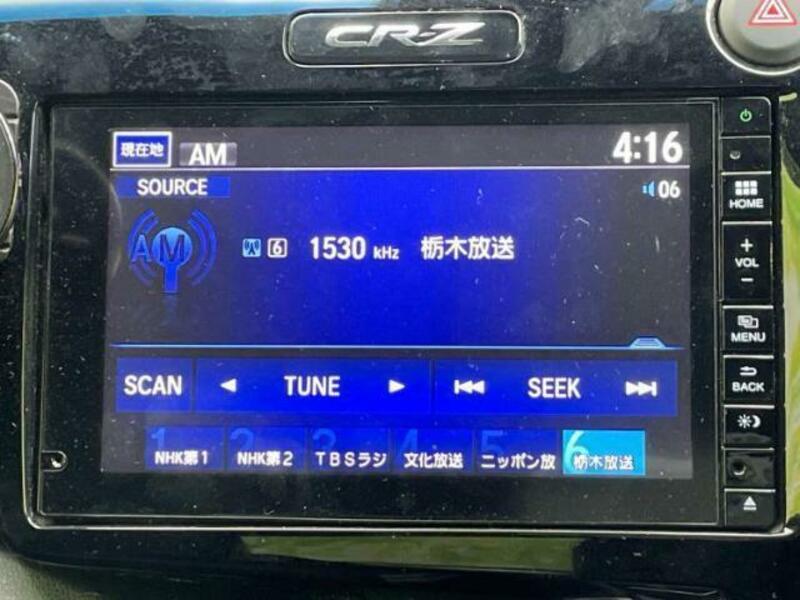 CR-Z
現在地 AM 4:16
SOURCE 06
AM 6 1530 kHz 栃木放送
SCAN TUNE SEEK
1 2 3 4 5 6
NHK第1 NHK第2 TBSラジ 文化放送 ニッポン放 栃木放送
HOME
+
VOL
-
MENU
BACK